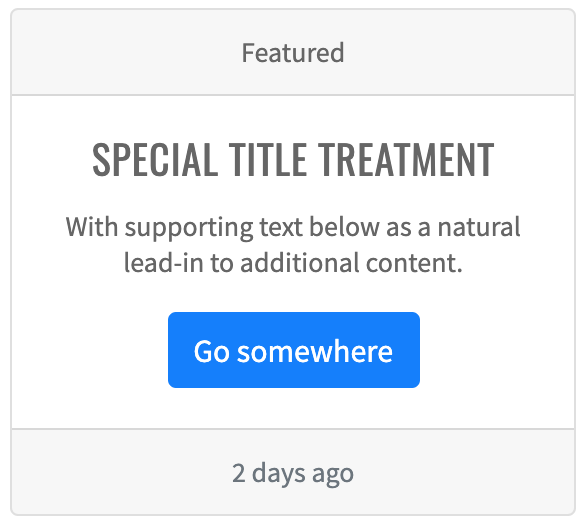 Featured
SPECIAL TITLE TREATMENT
With supporting text below as a natural
lead-in to additional content.
Go somewhere
2 days ago